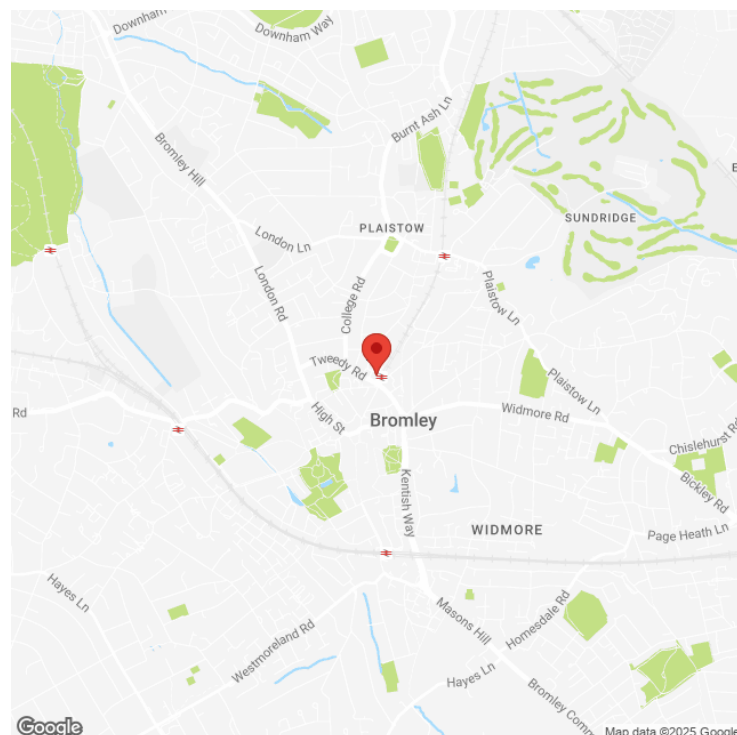 Downham
Downham Way
Burnt Ash Ln
Bromley Hill
PLAISTOW
SUNDRIDGE
London Ln
London Rd
College Rd
Plaistow Ln
Tweedy Rd
Plaistow Ln
Rd
High St
Bromley
Widmore Rd
Chislehurst Rd
Bickley Rd
Kentish Way
WIDMORE
Page Heath Ln
Hayes Ln
Masons Hill
Homesdale Rd
Westmoreland Rd
Hayes Ln
Bromley Comm
Google
Map data ©2025 Google